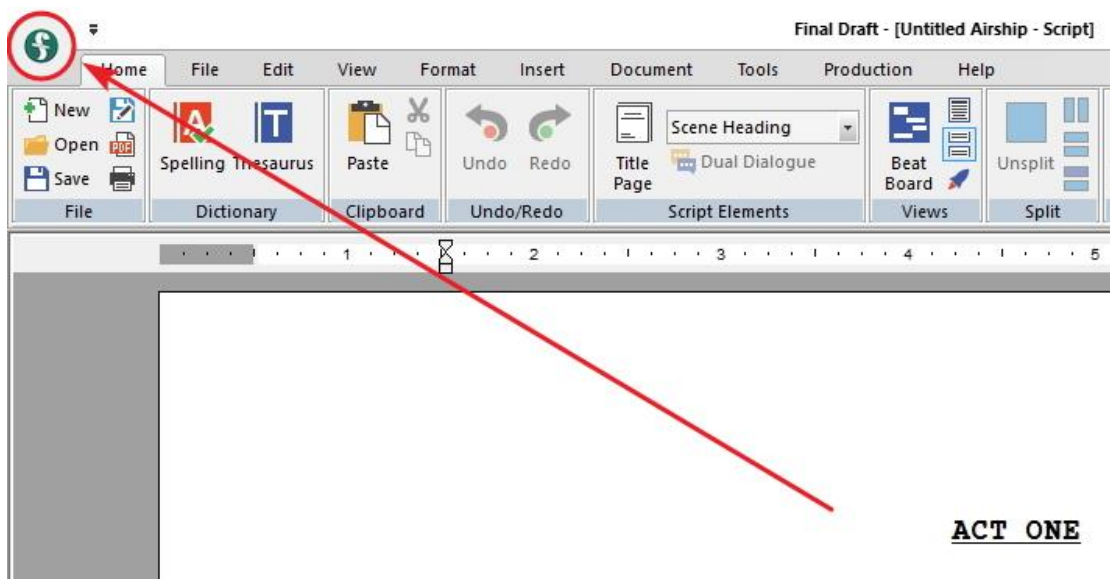 Final Draft - [Untitled Airship - Script]
Home File Edit View Format Insert Document Tools Production Help
New
Open
Save
PDF
File
Spelling Thesaurus
Dictionary
Paste
Clipboard
Undo Redo
Undo/Redo
Title
Page
Scene Heading
Dual Dialogue
Script Elements
Beat
Board
Views
Unsplit
Split
1 2 3 4 5
ACT ONE